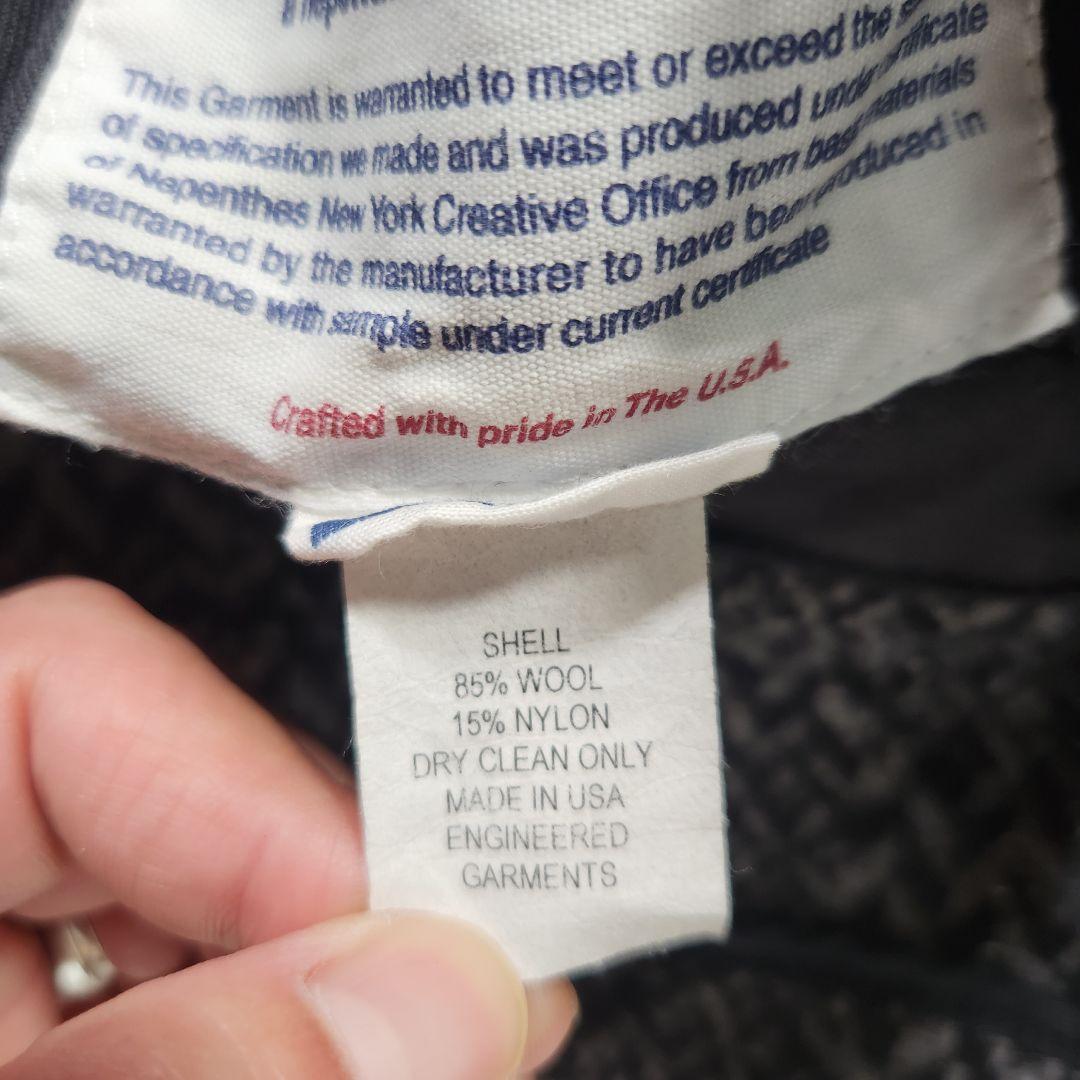 This Garment is warranted to meet or exceed the
of specification we made and was produced under certificate
of Nepenthes New York Creative Office from best materials
warranted by the manufacturer to have been produced in
accordance with sample under current certificate
Crafted with pride in The U.S.A.
SHELL
85% WOOL
15% NYLON
DRY CLEAN ONLY
MADE IN USA
ENGINEERED
GARMENTS